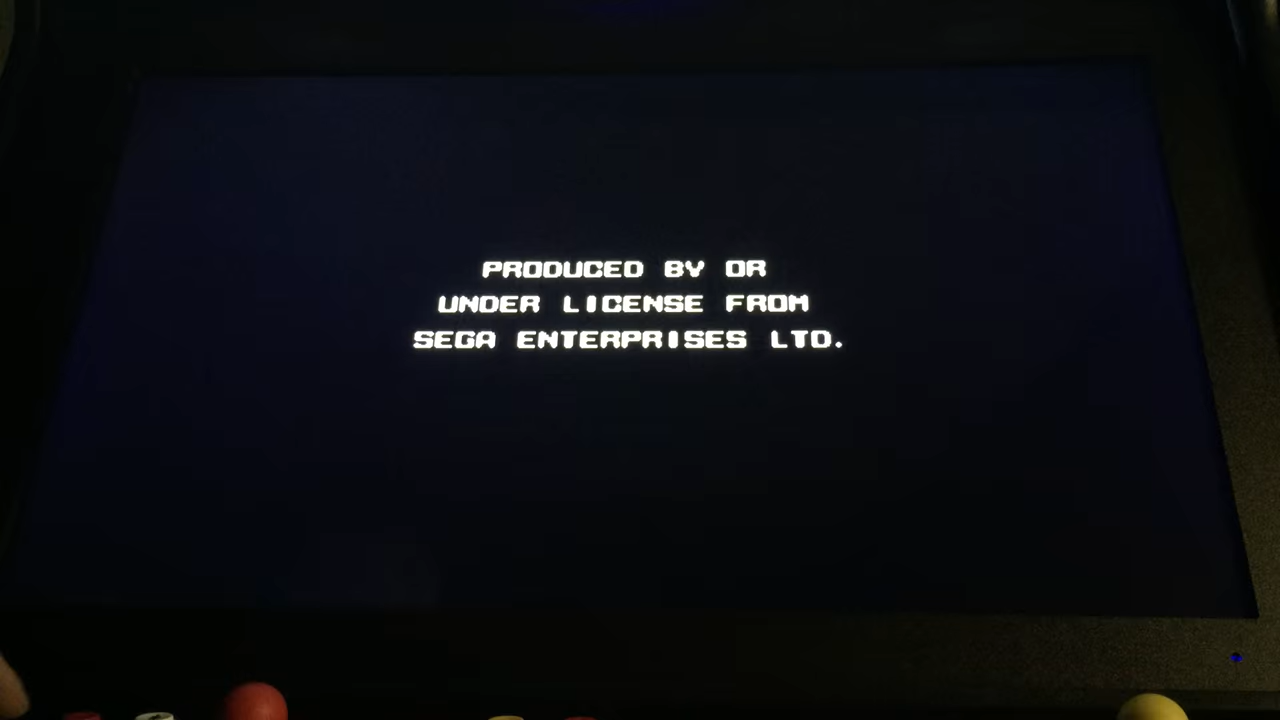 PRODUCED BY OR
UNDER LICENSE FROM
SEGA ENTERPRISES LTD.